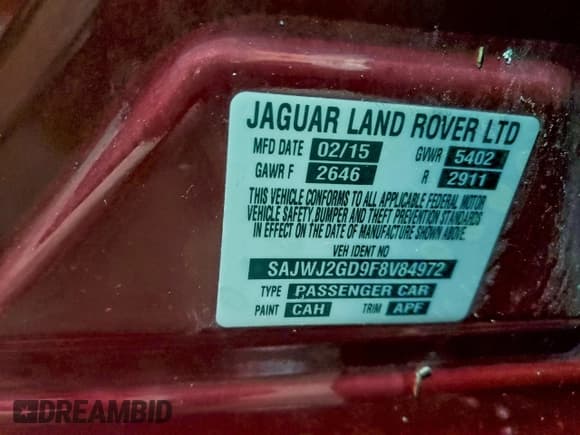 JAGUAR LAND ROVER LTD
MFD DATE 02/15 GVWR 5402
GAWR F 2646 R 2911
THIS VEHICLE CONFORMS TO ALL APPLICABLE FEDERAL MOTOR
VEHICLE SAFETY, BUMPER AND THEFT PREVENTION STANDARDS
IN EFFECT ON THE DATE OF MANUFACTURE SHOWN ABOVE.
VEH IDENT NO
SAJWJ2GD9F8V84972
TYPE PASSENGER CAR
PAINT CAH TRIM APF
DREAMBID